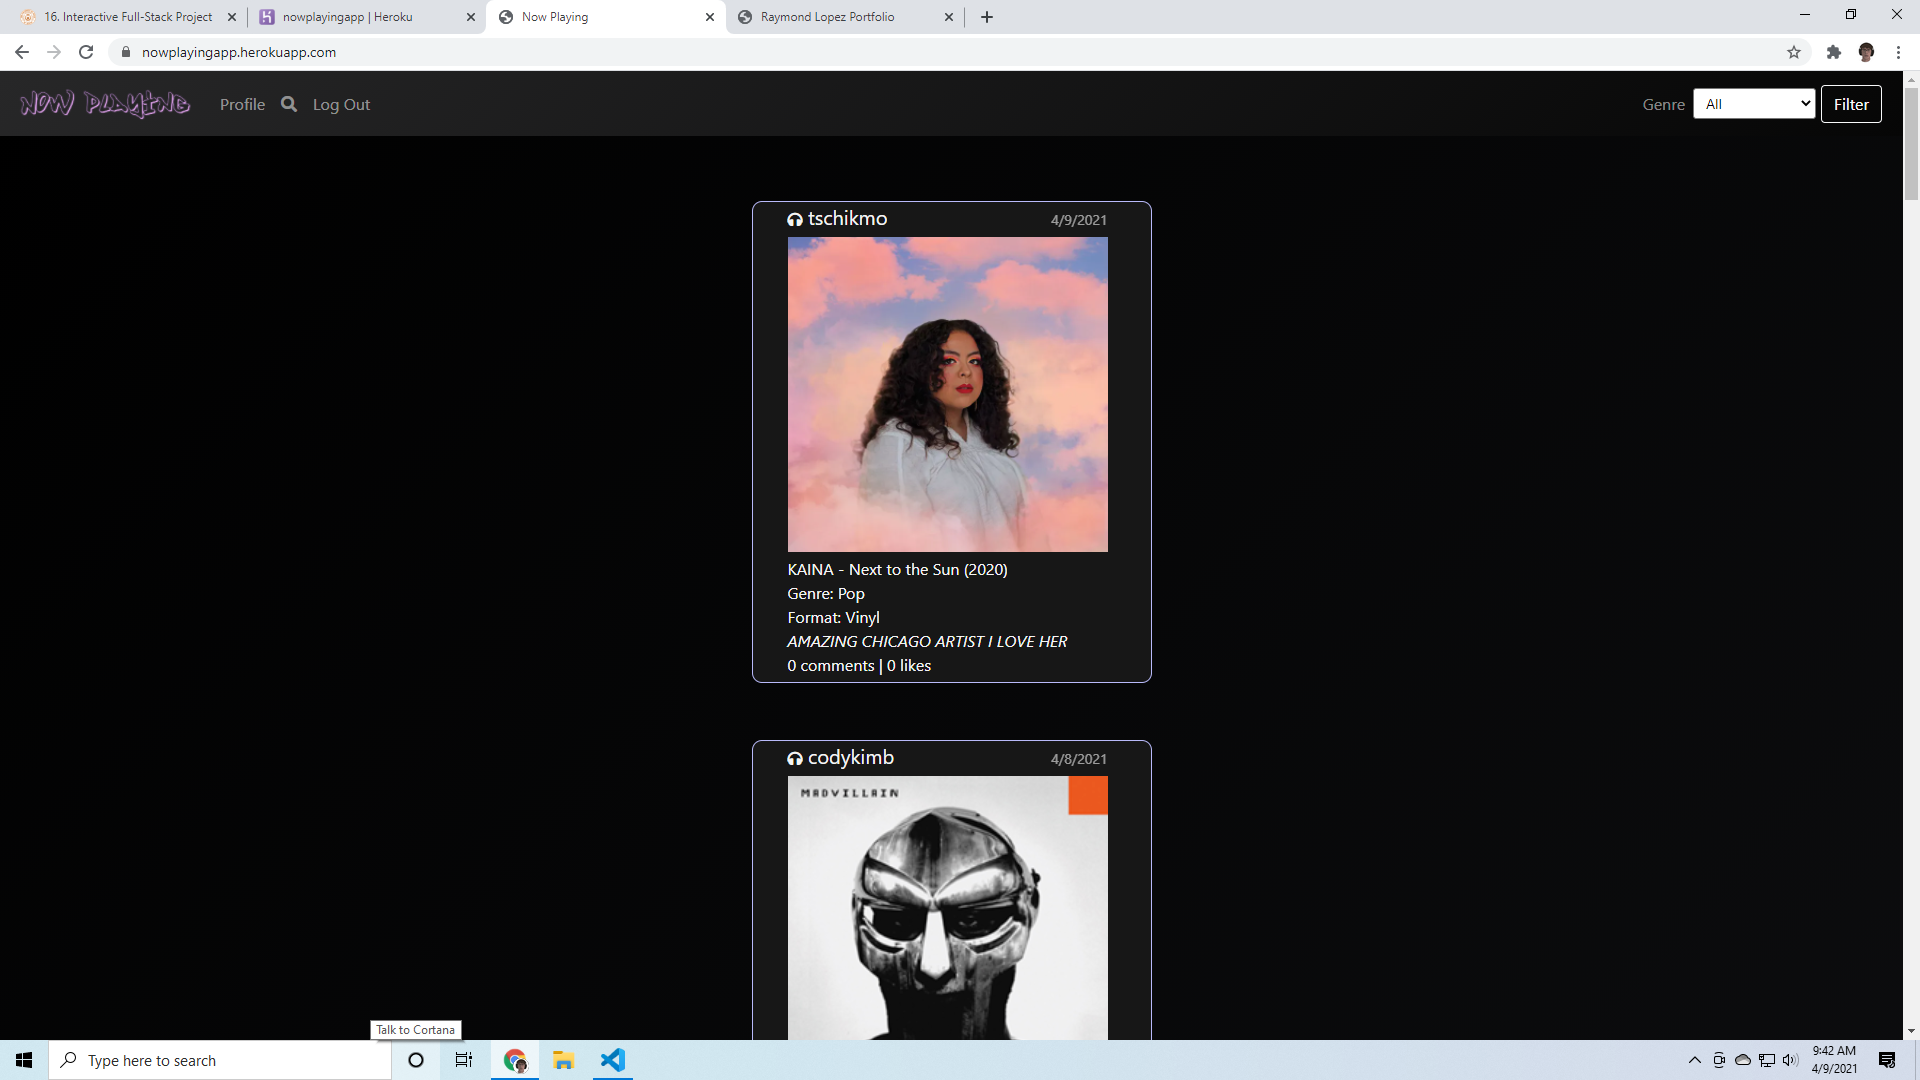 16. Interactive Full-Stack Project
nowplayingapp | Heroku
Now Playing
Raymond Lopez Portfolio
nowplayingapp.herokuapp.com
NOW PLAYING
Profile
Log Out
Genre
All
Filter
tschikmo
4/9/2021
KAINA - Next to the Sun (2020)
Genre: Pop
Format: Vinyl
AMAZING CHICAGO ARTIST I LOVE HER
0 comments | 0 likes
codykimb
4/8/2021
MADVILLAIN
Talk to Cortana
Type here to search
9:42 AM
4/9/2021